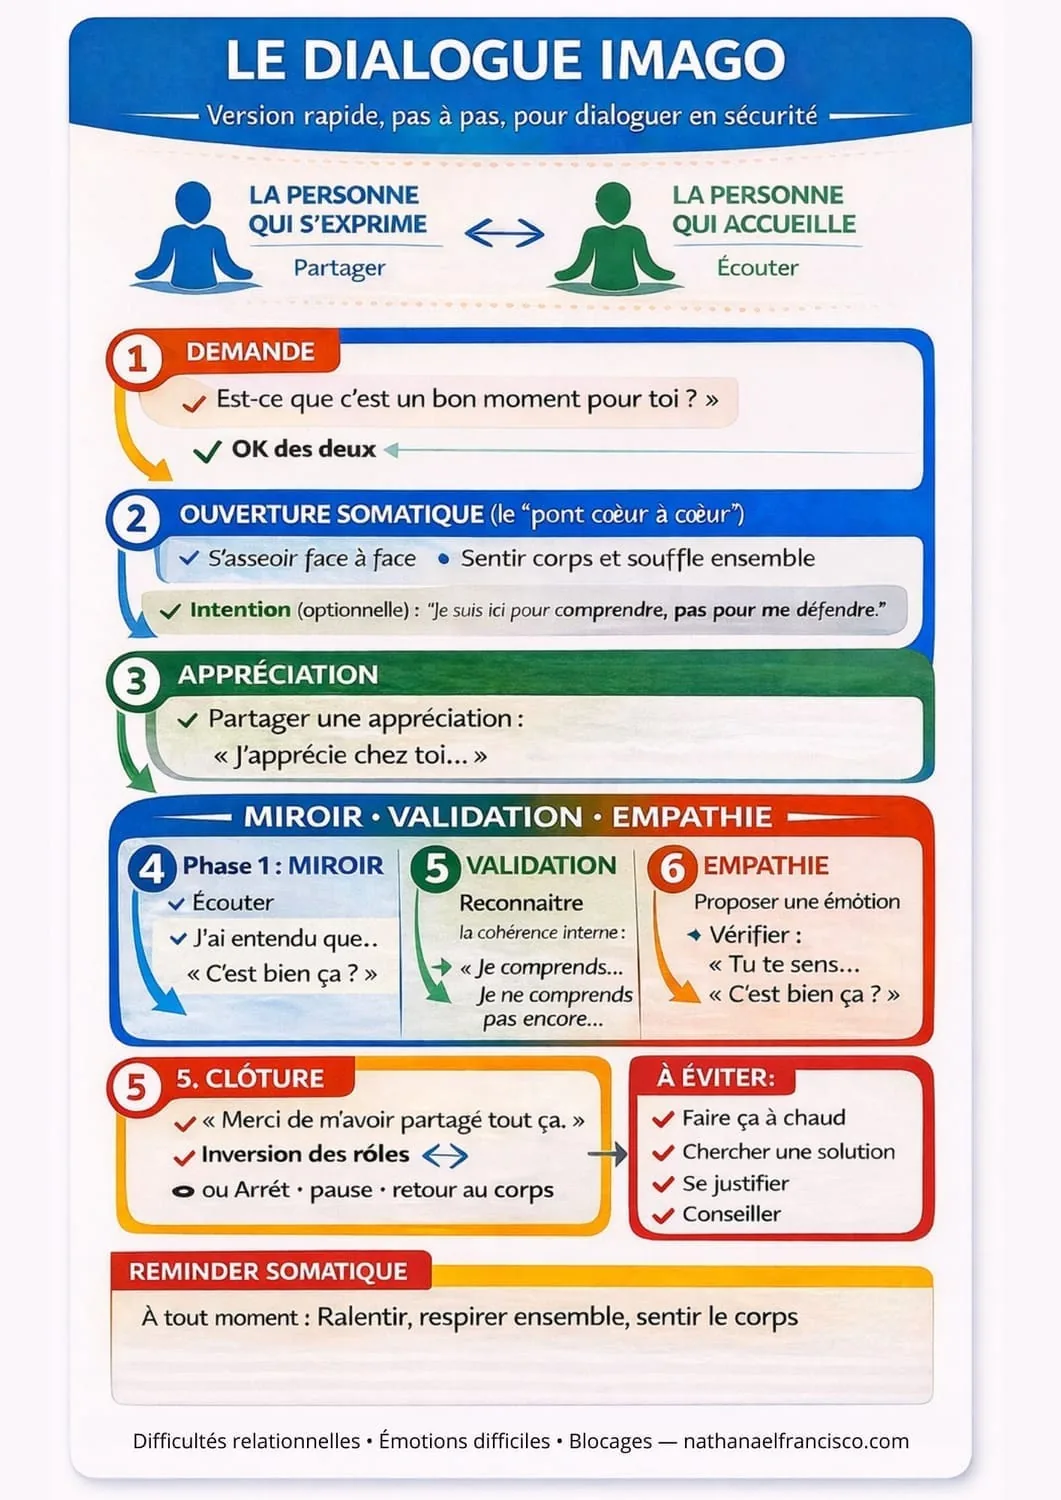 LE DIALOGUE IMAGO
Version rapide, pas à pas, pour dialoguer en sécurité
LA PERSONNE
QUI S'EXPRIME
Partager
LA PERSONNE
QUI ACCUEILLE
Écouter
1 DEMANDE
Est-ce que c'est un bon moment pour toi ? »
OK des deux
2 OUVERTURE SOMATIQUE (le “pont coèur à coèur”)
S'asseoir face à face • Sentir corps et souffle ensemble
Intention (optionnelle) : “Je suis ici pour comprendre, pas pour me défendre.”
3 APPRÉCIATION
Partager une appréciation :
« J'apprécie chez toi... »
MIROIR • VALIDATION • EMPATHIE
4 Phase 1 : MIROIR
Écouter
J'ai entendu que..
« C'est bien ça ? »
5 VALIDATION
Reconnaitre
la cohérence interne :
« Je comprends...
Je ne comprends
pas encore...
6 EMPATHIE
Proposer une émótion
Vérifier :
« Tu te sens...
« C'est bien ça ? »
5 5. CLÓTURE
« Merci de m'avoir partagé tout ça. »
Inversion des róles
ou Arrét • pause • retour au corps
À ÉVITER:
Faire ça à chaud
Chercher une solution
Se justifier
Conseiller
REMINDER SOMATIQUE
À tout moment : Ralentir, respirer ensemble, sentir le corps
Difficultés relationnelles • Émotions difficiles • Blocages — nathanaelfrancisco.com